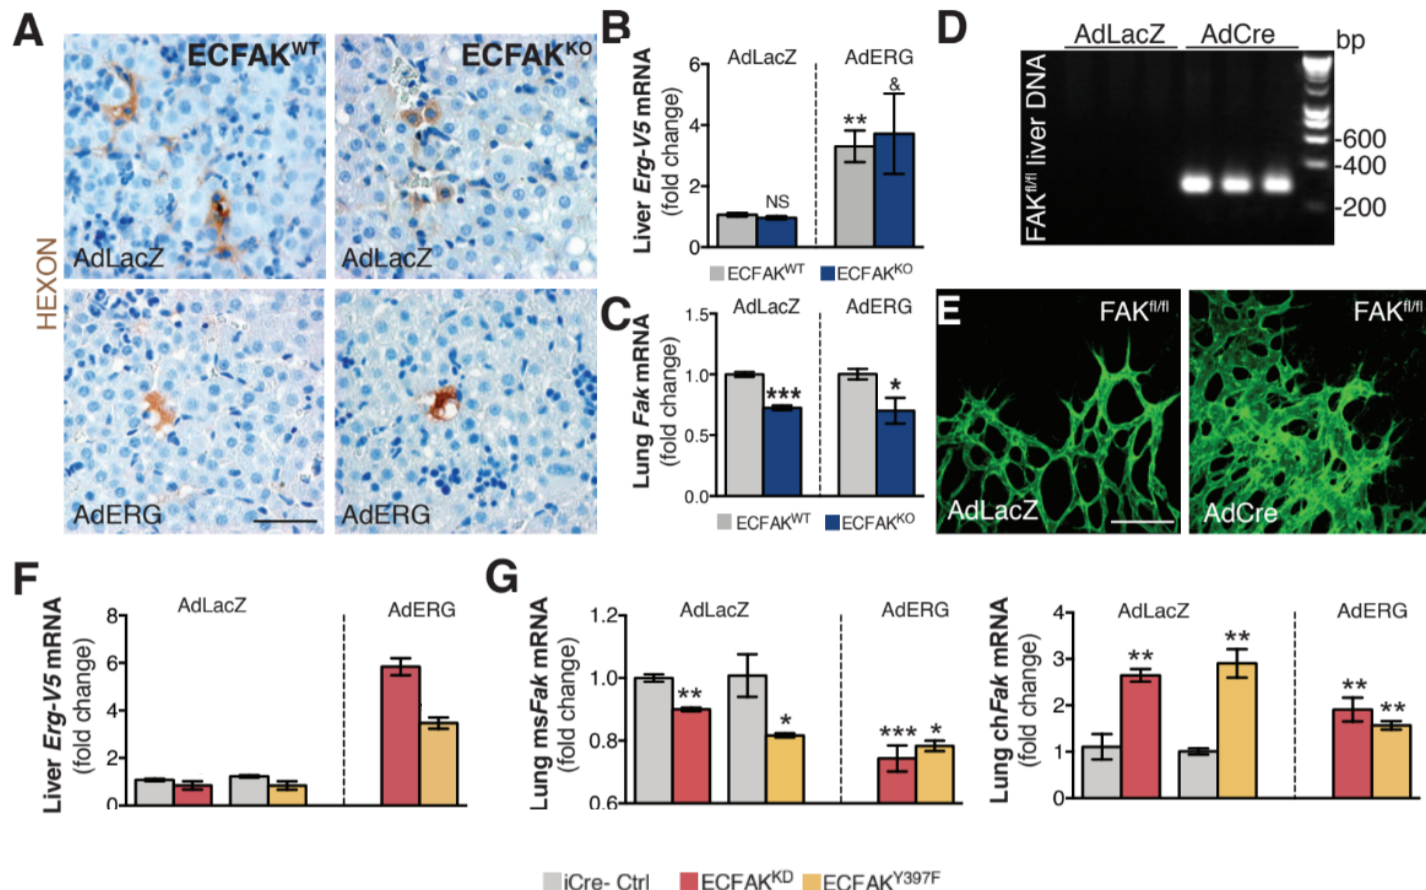 A
ECFAK^WT
ECFAK^KO
HEXON
AdLacZ
AdLacZ
AdERG
AdERG
B
AdLacZ
AdERG
Liver Erg-V5 mRNA
(fold change)
6
4
2
0
NS
**
&
ECFAK^WT
ECFAK^KO
C
AdLacZ
AdERG
Lung Fak mRNA
(fold change)
1.5
1.0
0.5
0.0
***
*
ECFAK^WT
ECFAK^KO
D
AdLacZ
AdCre
bp
FAK^fl/fl liver DNA
-600
-400
-200
E
FAK^fl/fl
AdLacZ
FAK^fl/fl
AdCre
F
AdLacZ
AdERG
Liver Erg-V5 mRNA
(fold change)
8
6
4
2
0
G
AdLacZ
AdERG
Lung msFak mRNA
(fold change)
1.2
1.0
0.8
0.6
**
*
***
*
AdLacZ
AdERG
Lung chFak mRNA
(fold change)
4
3
2
1
0
**
**
**
**
iCre- Ctrl
ECFAK^KD
ECFAK^Y397F